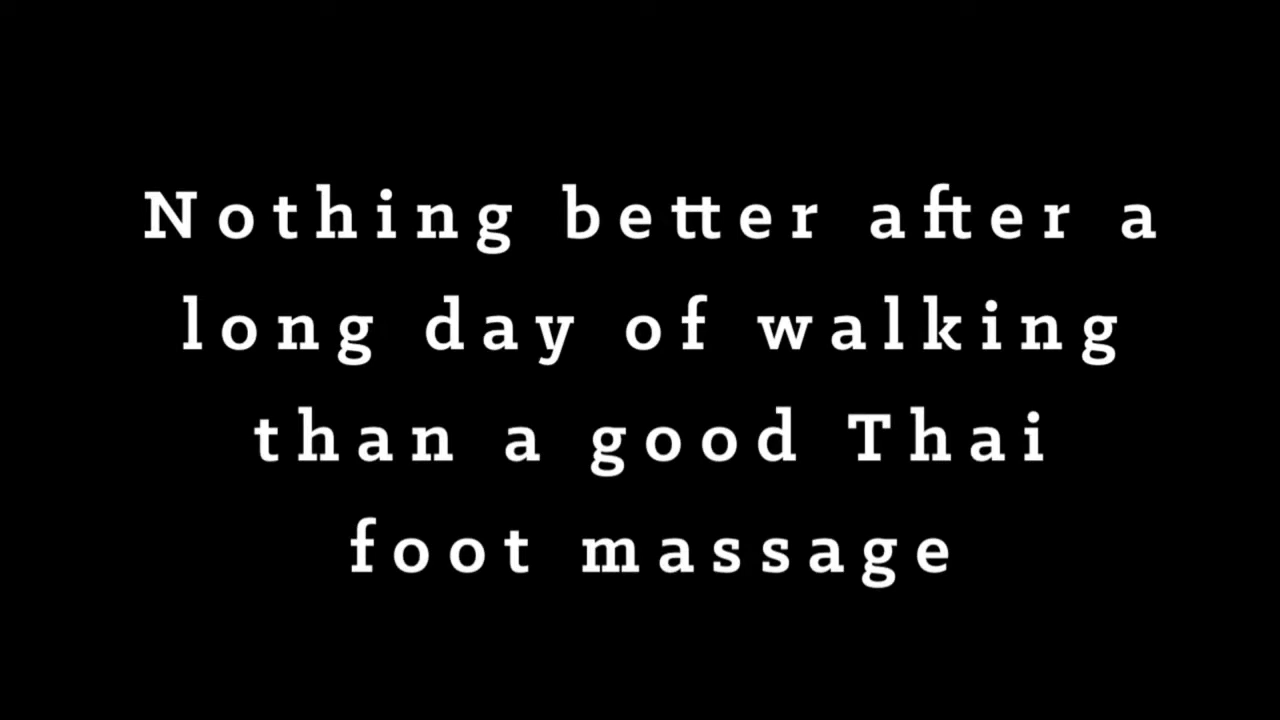 Nothing better after a
long day of walking
than a good Thai
foot massage